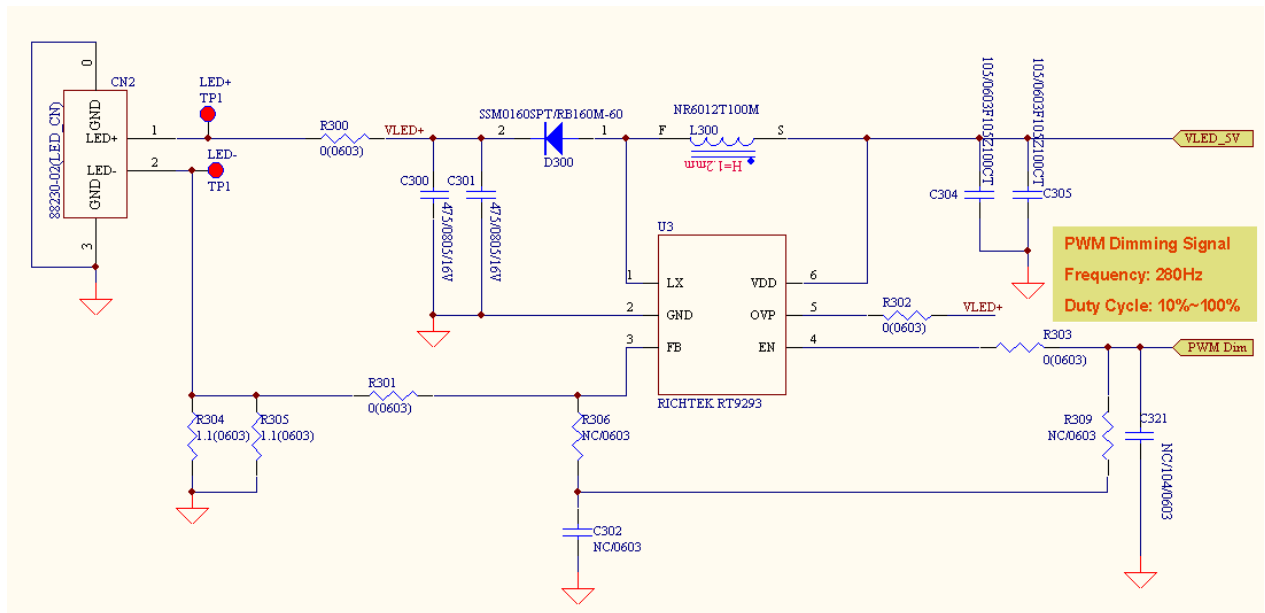 0
CN2
88230-02(LED_CN)
GND
LED+
LED-
GND
3
1
2
LED+
TP1
LED-
TP1
R300
0(0603)
VLED+
C300
475/0805/16V
C301
475/0805/16V
SSM0160SPT/RB160M-60
2
1
D300
NR6012T100M
F
L300
S
H=1.2mm
105/0603F105Z100CT
105/0603F105Z100CT
C304
C305
VLED_5V
U3
1
LX
VDD
6
2
GND
OVP
5
3
FB
EN
4
RICHTEK RT9293
R302
0(0603)
VLED+
PWM Dimming Signal
Frequency: 280Hz
Duty Cycle: 10%~100%
R303
0(0603)
PWM Dim
R301
0(0603)
R304
1.1(0603)
R305
1.1(0603)
R306
NC/0603
R309
NC/0603
C321
NC/104/0603
C302
NC/0603